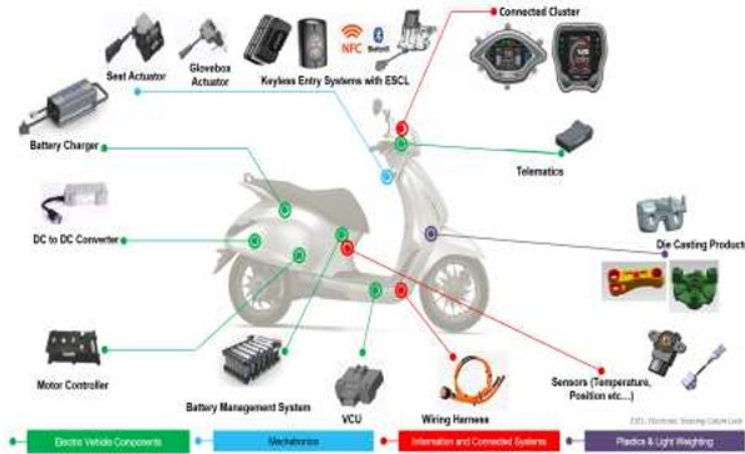 Connected Cluster
NFC
Bluetooth
Seat Actuator
Glovebox
Actuator
Keyless Entry Systems with ESCL
Battery Charger
Telematics
DC to DC Converter
Die Casting Products
Motor Controller
Battery Management System
VCU
Wiring Harness
Sensors (Temperature,
Position etc...)
ESCL: Electronic Steering Column Lock
Electric Vehicle Components
Mechatronics
Information and Connected Systems
Plastics & Light Weighting